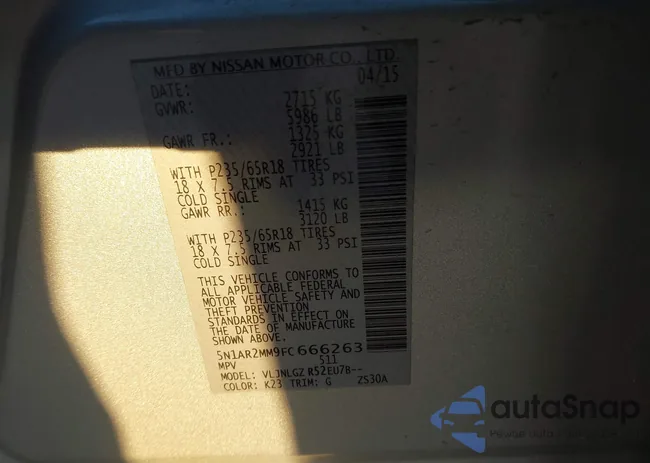 MFD BY NISSAN MOTOR CO., LTD.
DATE: 04/15
GVWR: 2715 KG
5986 LB
GAWR FR.: 1325 KG
2921 LB
WITH P235/65R18 TIRES
18 X 7.5 RIMS AT 33 PSI
COLD SINGLE
GAWR RR.: 1415 KG
3120 LB
WITH P235/65R18 TIRES
18 X 7.5 RIMS AT 33 PSI
COLD SINGLE
THIS VEHICLE CONFORMS TO
ALL APPLICABLE FEDERAL
MOTOR VEHICLE SAFETY AND
THEFT PREVENTION
STANDARDS IN EFFECT ON
THE DATE OF MANUFACTURE
SHOWN ABOVE.
5N1AR2MM9FC666263
MPV S11
MODEL: VLJNLGZ R52EU7B--
COLOR: K23 TRIM: G ZS30A
autoSnap